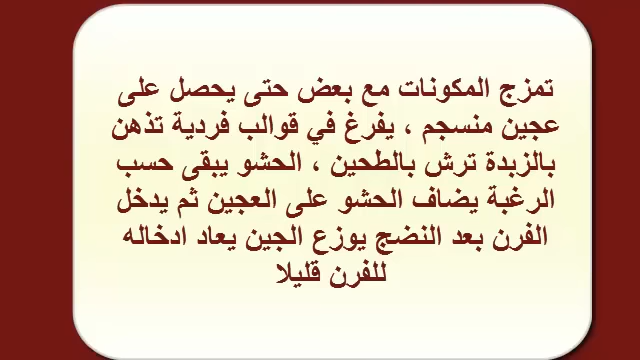 تمزج المكونات مع بعض حتى يحصل على
عجين منسجم ، يفرغ في قوالب فردية تذهن
بالزبدة ترش بالطحين ، الحشو يبقى حسب
الرغبة يضاف الحشو على العجين ثم يدخل
الفرن بعد النضج يوزع الجبن يعاد ادخاله
للفرن قليلا